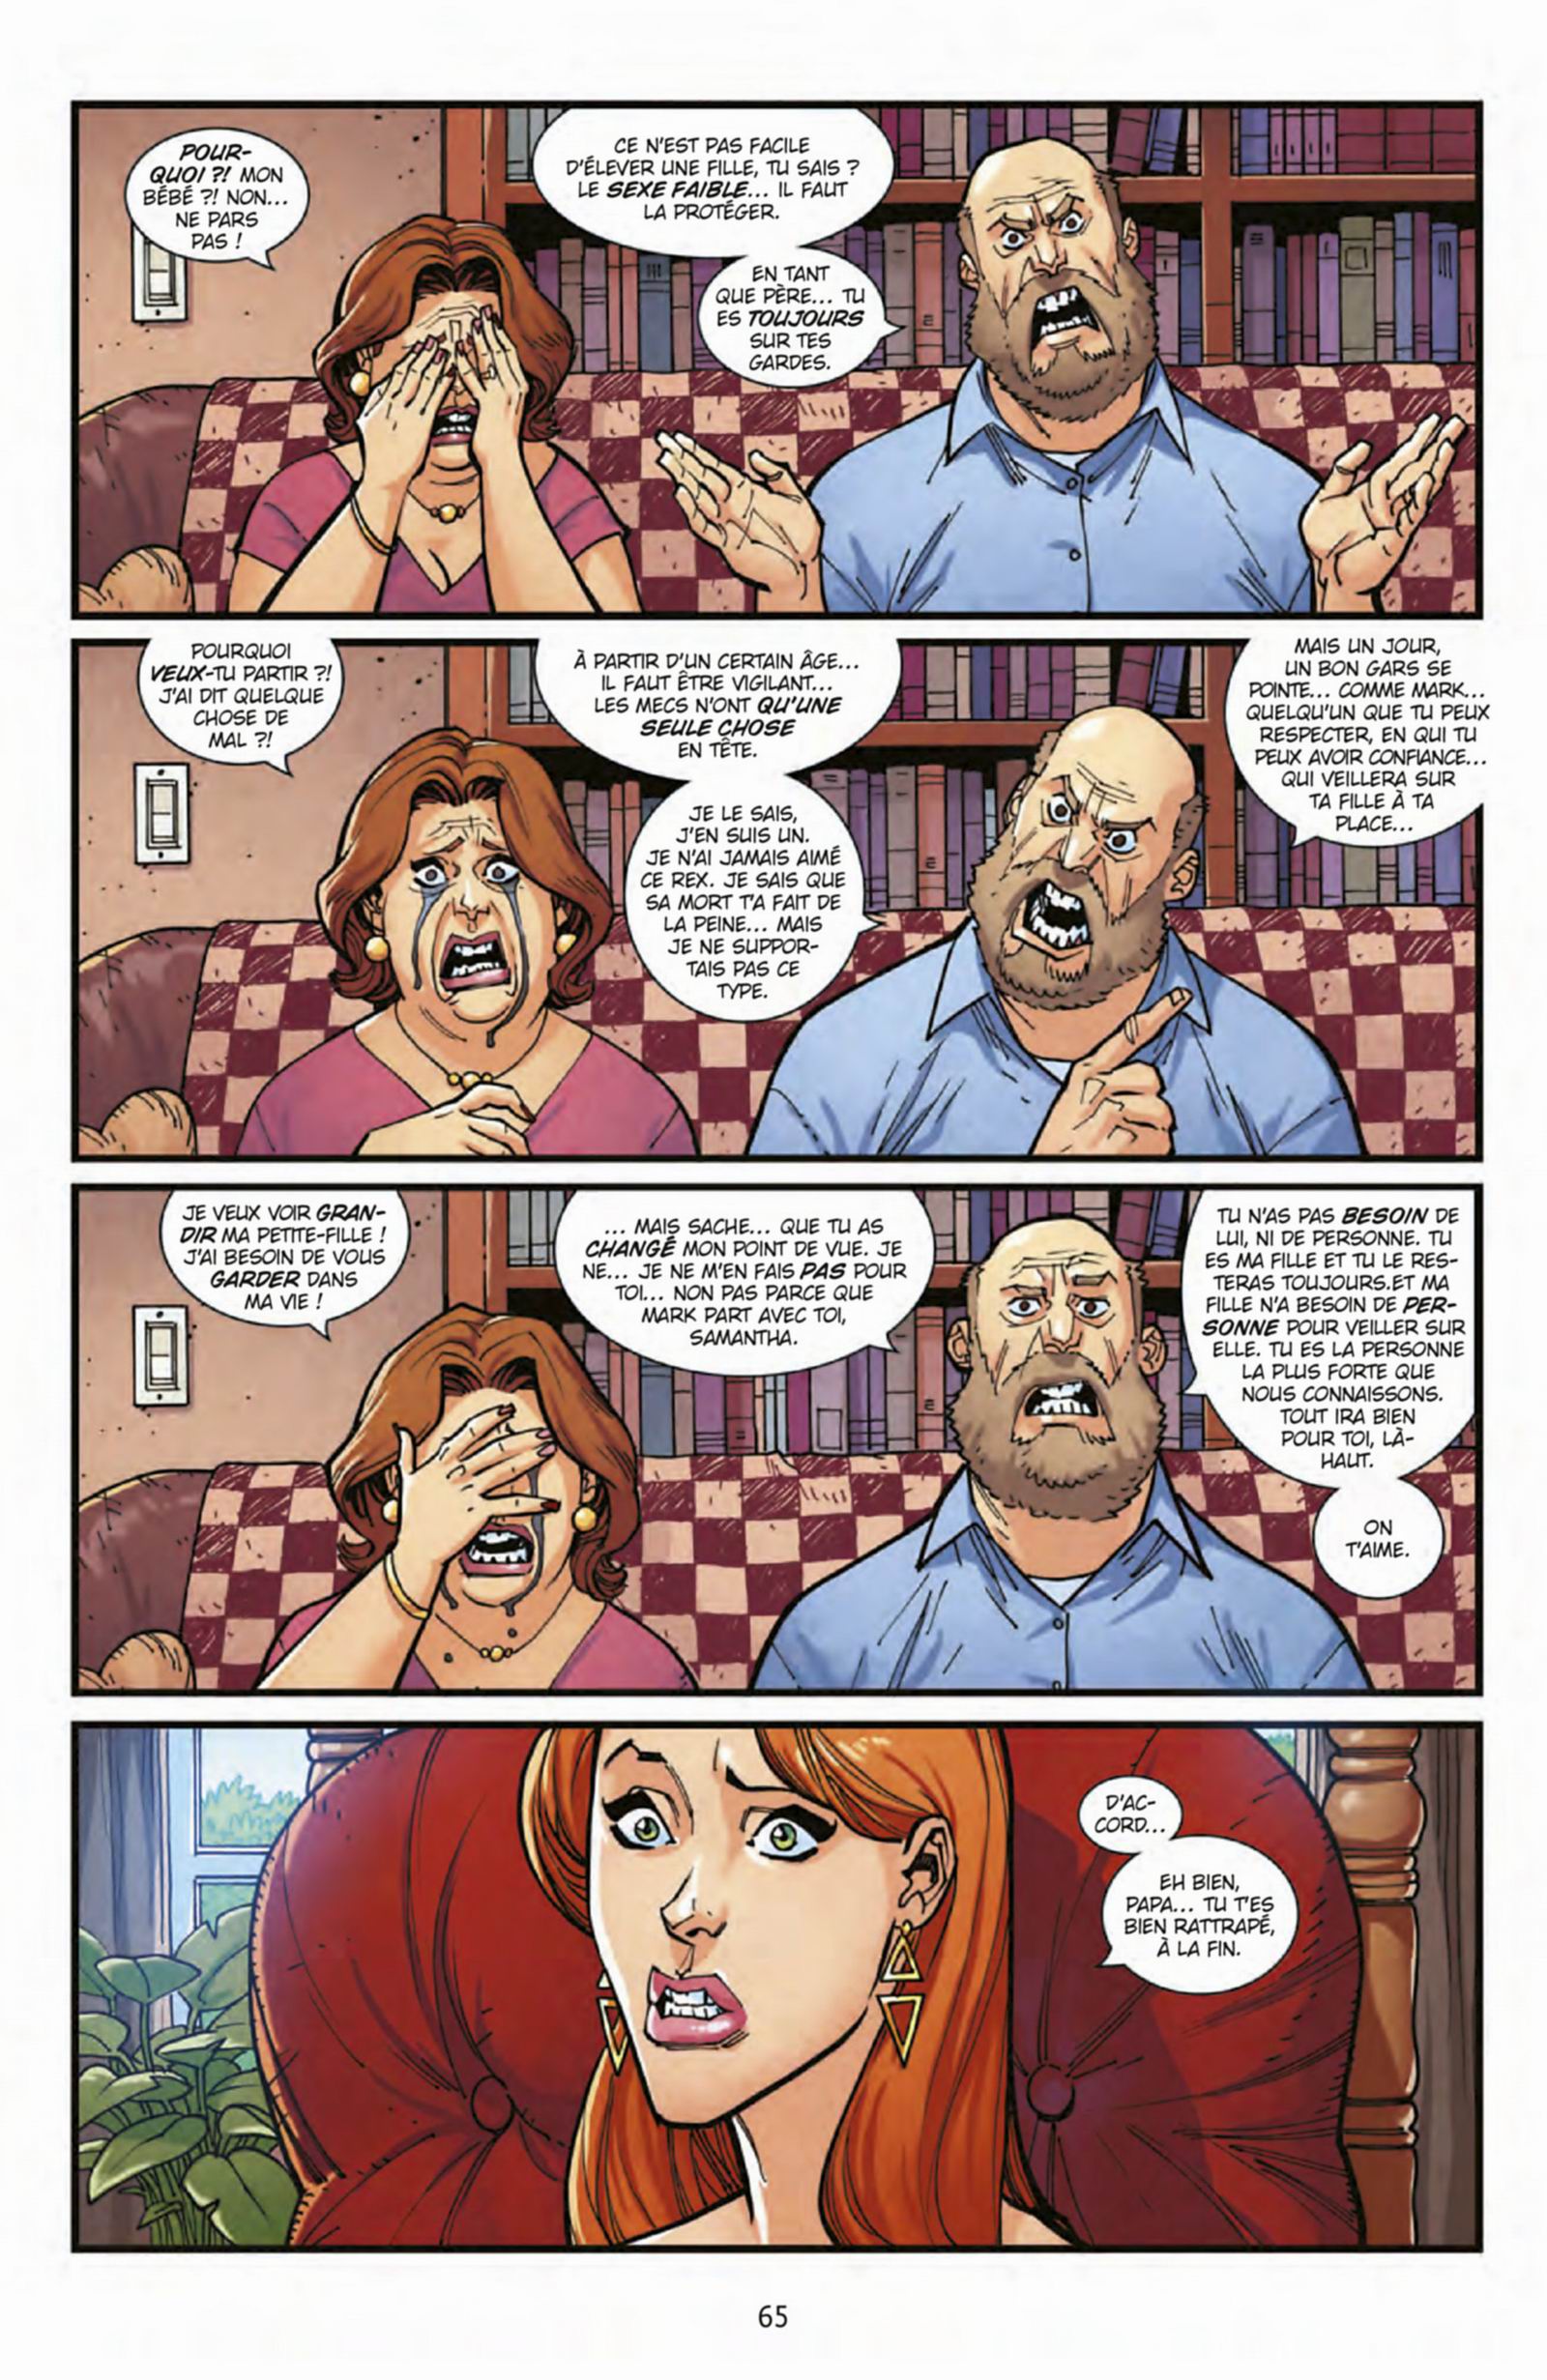 POUR-
QUOI ?! MON
BÉBÉ ?! NON...
NE PARS
PAS !
CE N'EST PAS FACILE
D'ÉLEVER UNE FILLE, TU SAIS ?
LE SEXE FAIBLE... IL FAUT
LA PROTÉGER.
EN TANT
QUE PÈRE... TU
ES TOUJOURS
SUR TES
GARDES.
POURQUOI
VEUX-TU PARTIR ?!
J'AI DIT QUELQUE
CHOSE DE
MAL ?!
À PARTIR D'UN CERTAIN ÂGE...
IL FAUT ÊTRE VIGILANT...
LES MECS N'ONT QU'UNE
SEULE CHOSE
EN TÊTE.
JE LE SAIS,
J'EN SUIS UN.
JE N'AI JAMAIS AIMÉ
CE REX. JE SAIS QUE
SA MORT T'A FAIT DE
LA PEINE... MAIS
JE NE SUPPOR-
TAIS PAS CE
TYPE.
MAIS UN JOUR,
UN BON GARS SE
POINTE... COMME MARK...
QUELQU'UN QUE TU PEUX
RESPECTER, EN QUI TU
PEUX AVOIR CONFIANCE...
QUI VEILLERA SUR
TA FILLE À TA
PLACE...
JE VEUX VOIR GRAN-
DIR MA PETITE-FILLE !
J'AI BESOIN DE VOUS
GARDER DANS
MA VIE !
... MAIS SACHE... QUE TU AS
CHANGÉ MON POINT DE VUE. JE
NE... JE NE M'EN FAIS PAS POUR
TOI... NON PAS PARCE QUE
MARK PART AVEC TOI,
SAMANTHA.
TU N'AS PAS BESOIN DE
LUI, NI DE PERSONNE. TU
ES MA FILLE ET TU LE RES-
TERAS TOUJOURS.ET MA
FILLE N'A BESOIN DE PER-
SONNE POUR VEILLER SUR
ELLE. TU ES LA PERSONNE
LA PLUS FORTE QUE
NOUS CONNAISSONS.
TOUT IRA BIEN
POUR TOI, LÀ-
HAUT.
ON
T'AIME.
D'AC-
CORD...
EH BIEN,
PAPA... TU T'ES
BIEN RATTRAPÉ,
À LA FIN.
65